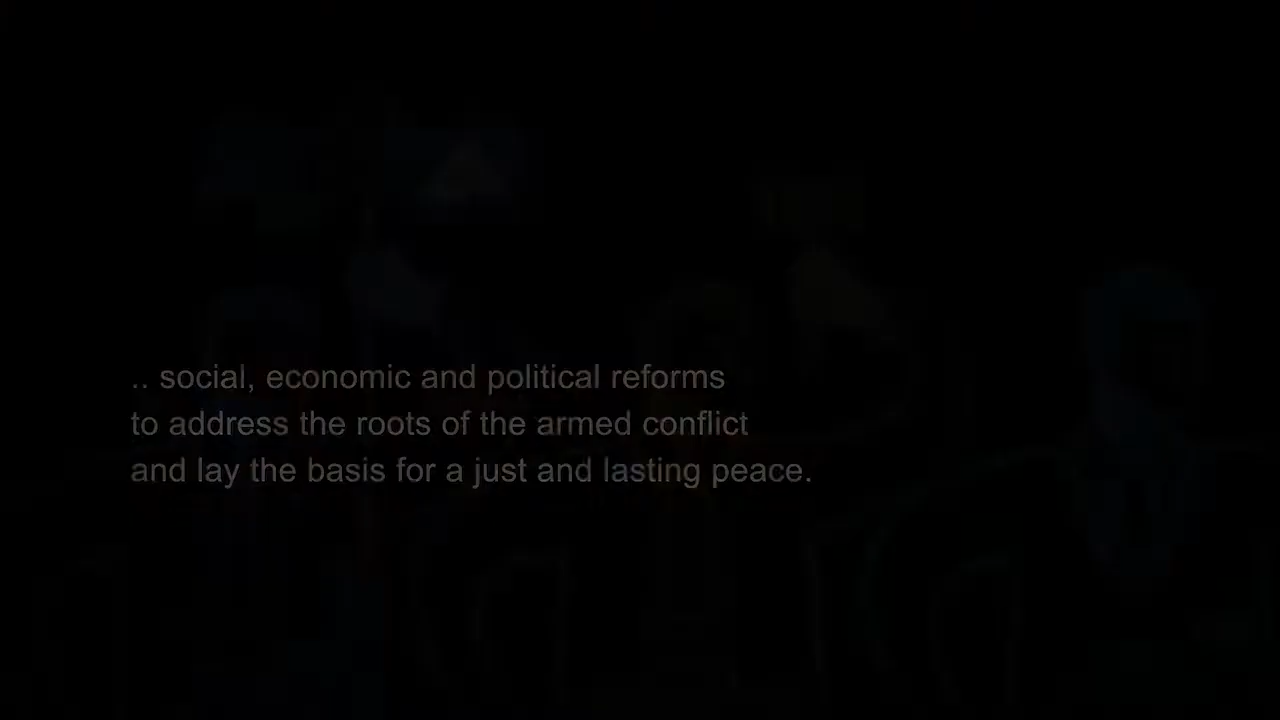 .. social, economic and political reforms
to address the roots of the armed conflict
and lay the basis for a just and lasting peace.